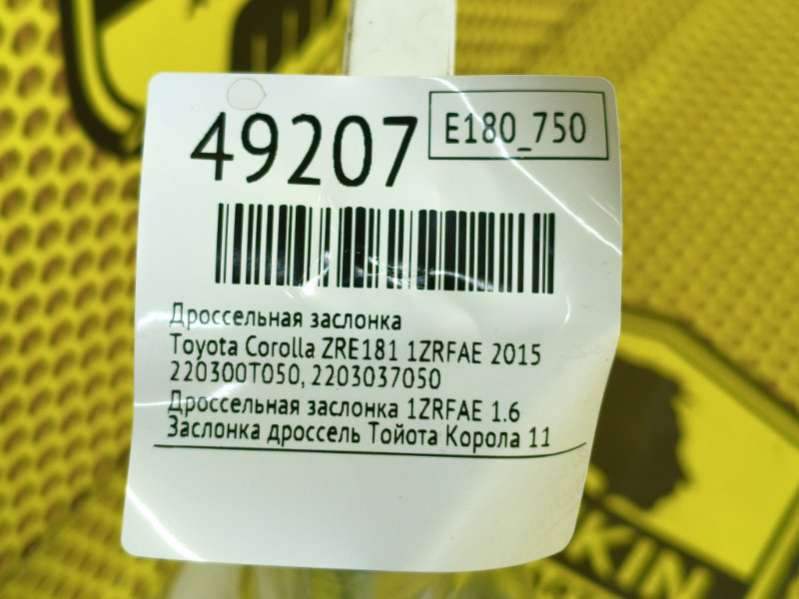 49207
E180_750
Дроссельная заслонка
Toyota Corolla ZRE181 1ZRFAE 2015
220300T050, 2203037050
Дроссельная заслонка 1ZRFAE 1.6
Заслонка дроссель Тойота Корола 11
KIN